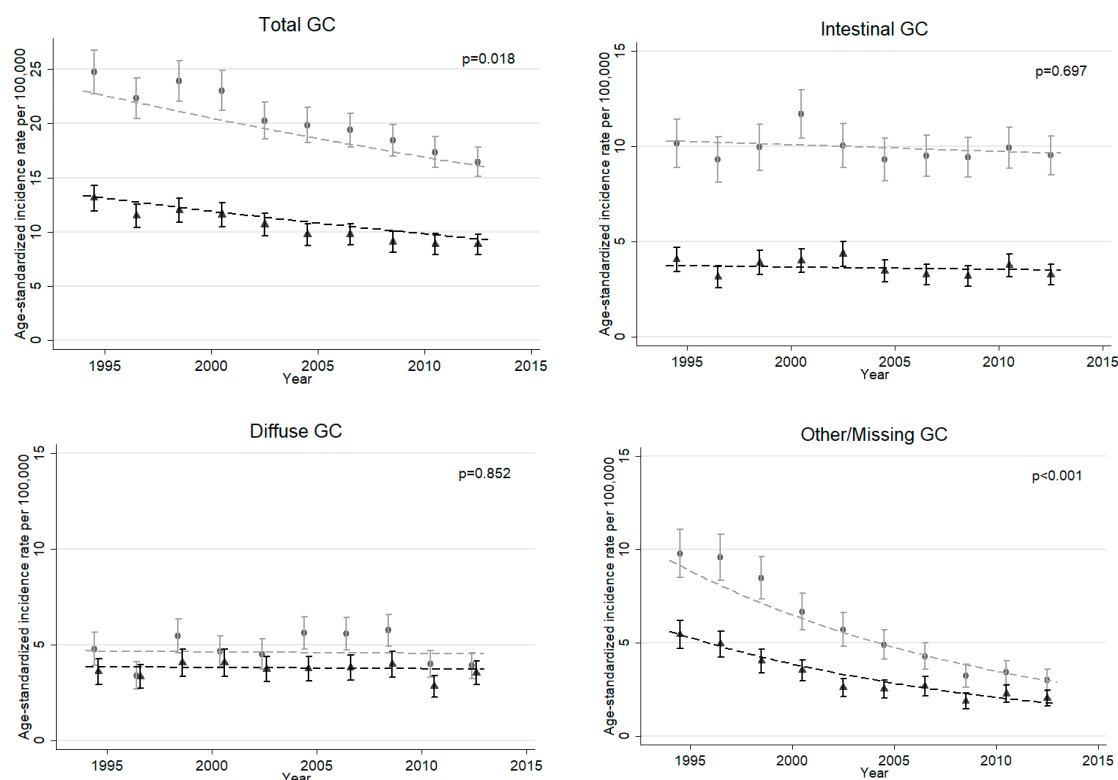 Total GC
p=0.018
Age-standardized incidence rate per 100,000
25
20
15
10
5
0
1995 2000 2005 2010 2015
Year
Intestinal GC
p=0.697
Age-standardized incidence rate per 100,000
15
10
5
0
1995 2000 2005 2010 2015
Year
Diffuse GC
p=0.852
Age-standardized incidence rate per 100,000
15
10
5
0
1995 2000 2005 2010 2015
Year
Other/Missing GC
p<0.001
Age-standardized incidence rate per 100,000
15
10
5
0
1995 2000 2005 2010 2015
Year